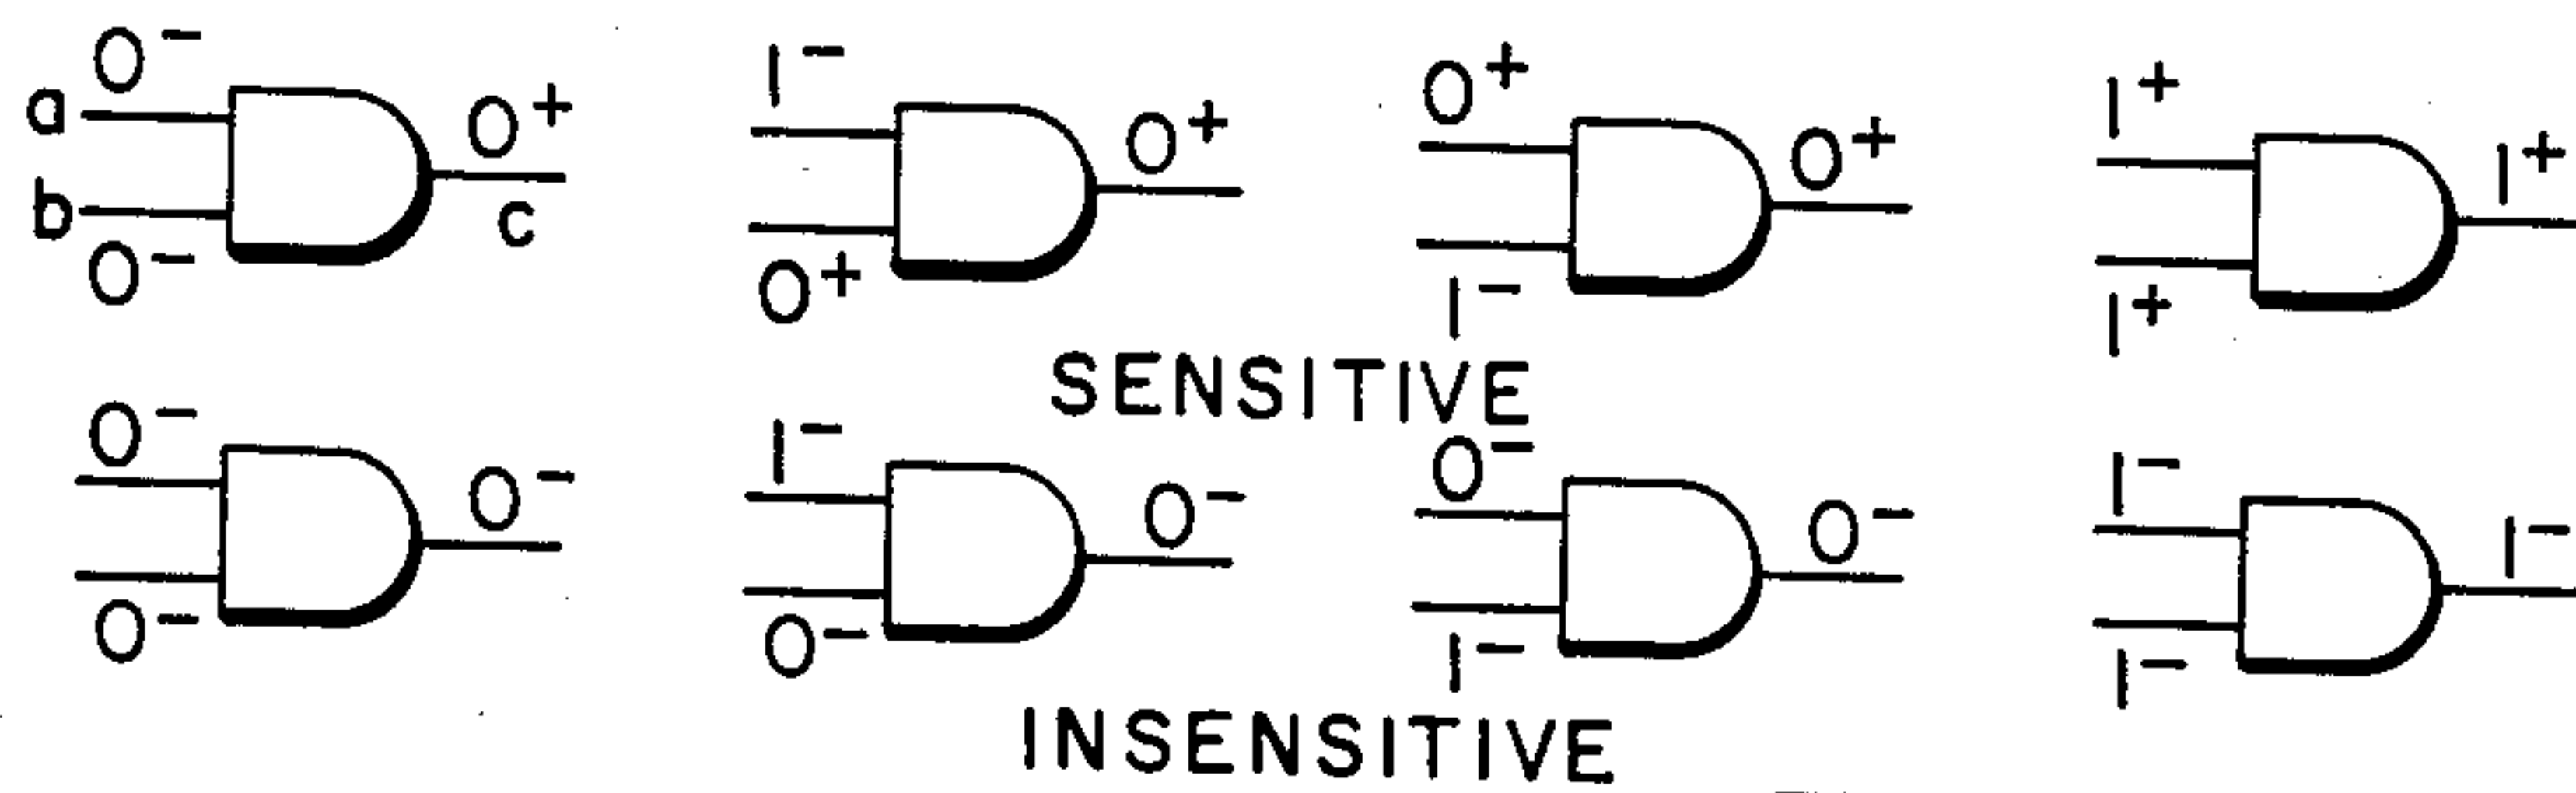 0⁻ 1⁻ 0⁺ 1⁺
a 0⁺ 0⁺ 0⁺ 1⁺
b c
0⁻ 0⁺ 1⁻ 1⁺
SENSITIVE
0⁻ 1⁻ 0⁻ 1⁻
0⁻ 0⁻ 0⁻ 1⁻
0⁻ 0⁻ 1⁻ 1⁻
INSENSITIVE